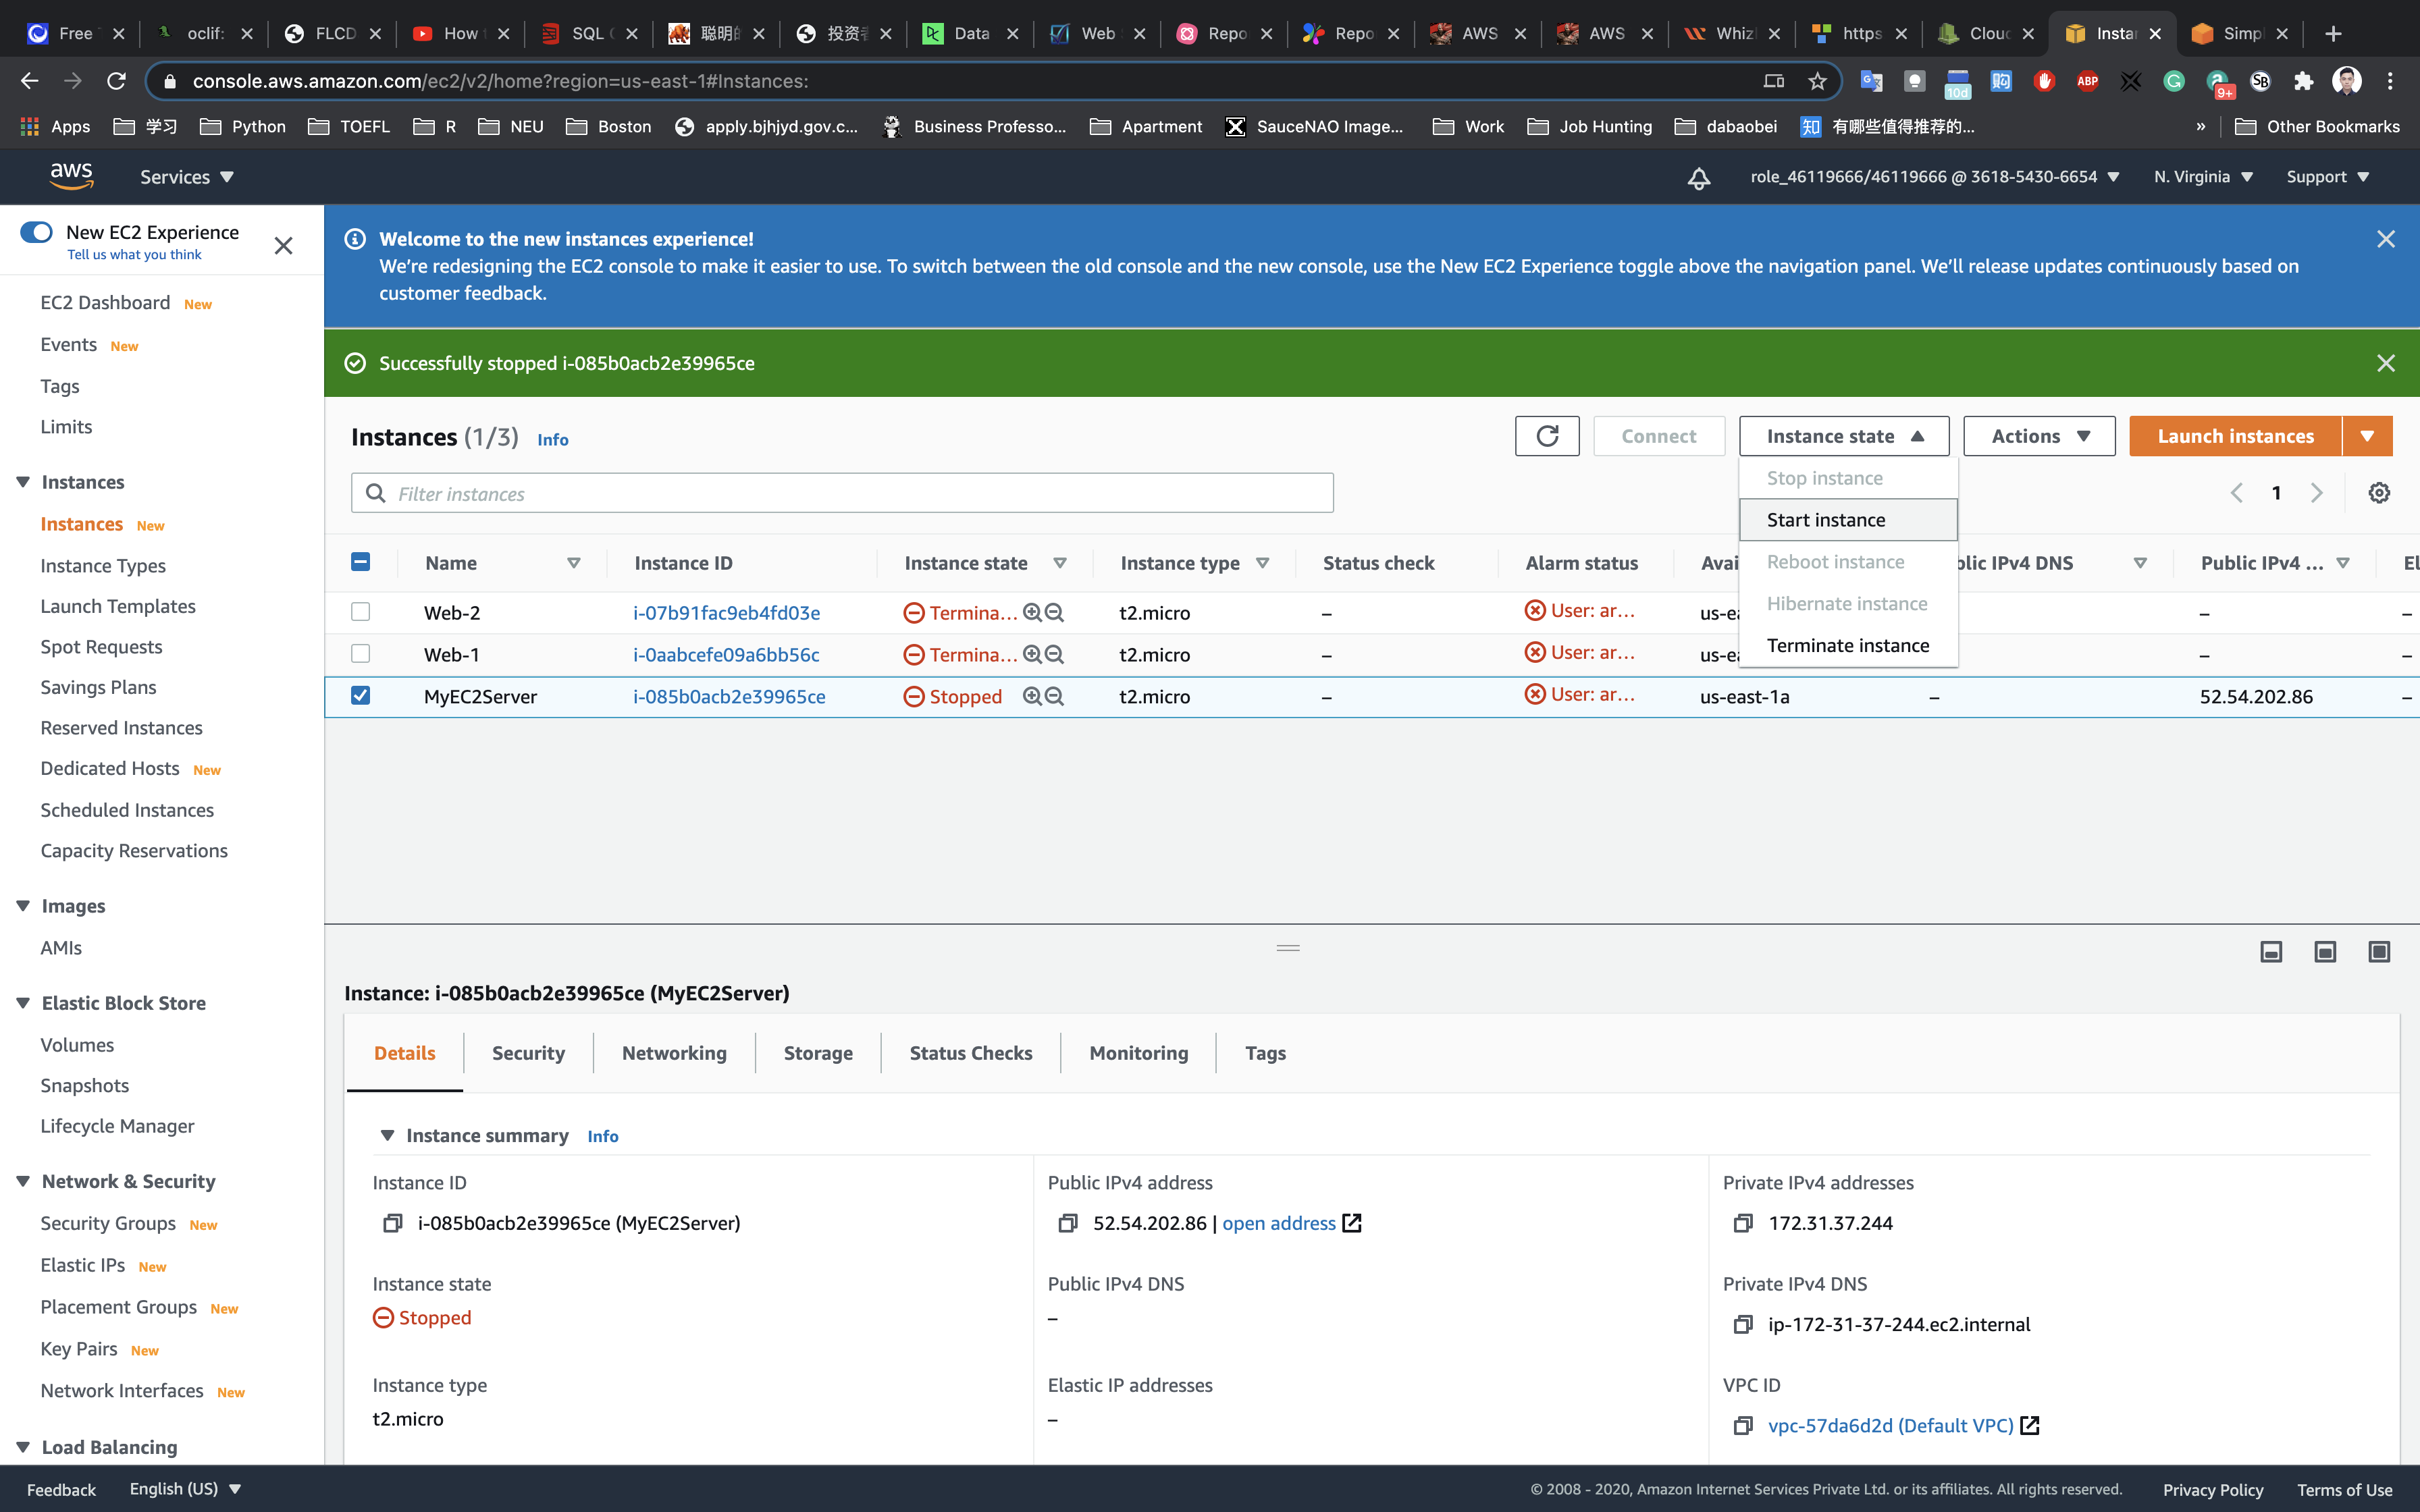 Free
oclif:
FLCD
How
SQL
聪明
投资
Data
Web
Repo
Repo
AWS
AWS
Whiz
https
Clou
Insta
Simp
console.aws.amazon.com/ec2/v2/home?region=us-east-1#Instances:
10d
ABP
9+
SB
Apps
学习
Python
TOEFL
R
NEU
Boston
apply.bjhjyd.gov.c...
Business Professo...
Apartment
SauceNAO Image...
Work
Job Hunting
dabaobei
知 有哪些值得推荐的...
»
Other Bookmarks
aws
Services
role_46119666/46119666 @ 3618-5430-6654
N. Virginia
Support
New EC2 Experience
Tell us what you think
EC2 Dashboard New
Events New
Tags
Limits
Instances
Instances New
Instance Types
Launch Templates
Spot Requests
Savings Plans
Reserved Instances
Dedicated Hosts New
Scheduled Instances
Capacity Reservations
Images
AMIs
Elastic Block Store
Volumes
Snapshots
Lifecycle Manager
Network & Security
Security Groups New
Elastic IPs New
Placement Groups New
Key Pairs New
Network Interfaces New
Load Balancing
Welcome to the new instances experience!
We’re redesigning the EC2 console to make it easier to use. To switch between the old console and the new console, use the New EC2 Experience toggle above the navigation panel. We’ll release updates continuously based on
customer feedback.
Successfully stopped i-085b0acb2e39965ce
Instances (1/3) Info
Connect
Instance state
Actions
Launch instances
Stop instance
Start instance
Reboot instance
Hibernate instance
Terminate instance
Filter instances
1
Name Instance ID Instance state Instance type Status check Alarm status Avai blic IPv4 DNS Public IPv4 ... El
Web-2 i-07b91fac9eb4fd03e Termina... t2.micro – User: ar... us-ea – –
Web-1 i-0aabcefe09a6bb56c Termina... t2.micro – User: ar... us-ea – –
MyEC2Server i-085b0acb2e39965ce Stopped t2.micro – User: ar... us-east-1a – 52.54.202.86 –
Instance: i-085b0acb2e39965ce (MyEC2Server)
Details
Security
Networking
Storage
Status Checks
Monitoring
Tags
Instance summary Info
Instance ID
i-085b0acb2e39965ce (MyEC2Server)
Public IPv4 address
52.54.202.86 | open address
Private IPv4 addresses
172.31.37.244
Instance state
Stopped
Public IPv4 DNS
–
Private IPv4 DNS
ip-172-31-37-244.ec2.internal
Instance type
t2.micro
Elastic IP addresses
–
VPC ID
vpc-57da6d2d (Default VPC)
Feedback
English (US)
© 2008 - 2020, Amazon Internet Services Private Ltd. or its affiliates. All rights reserved.
Privacy Policy
Terms of Use